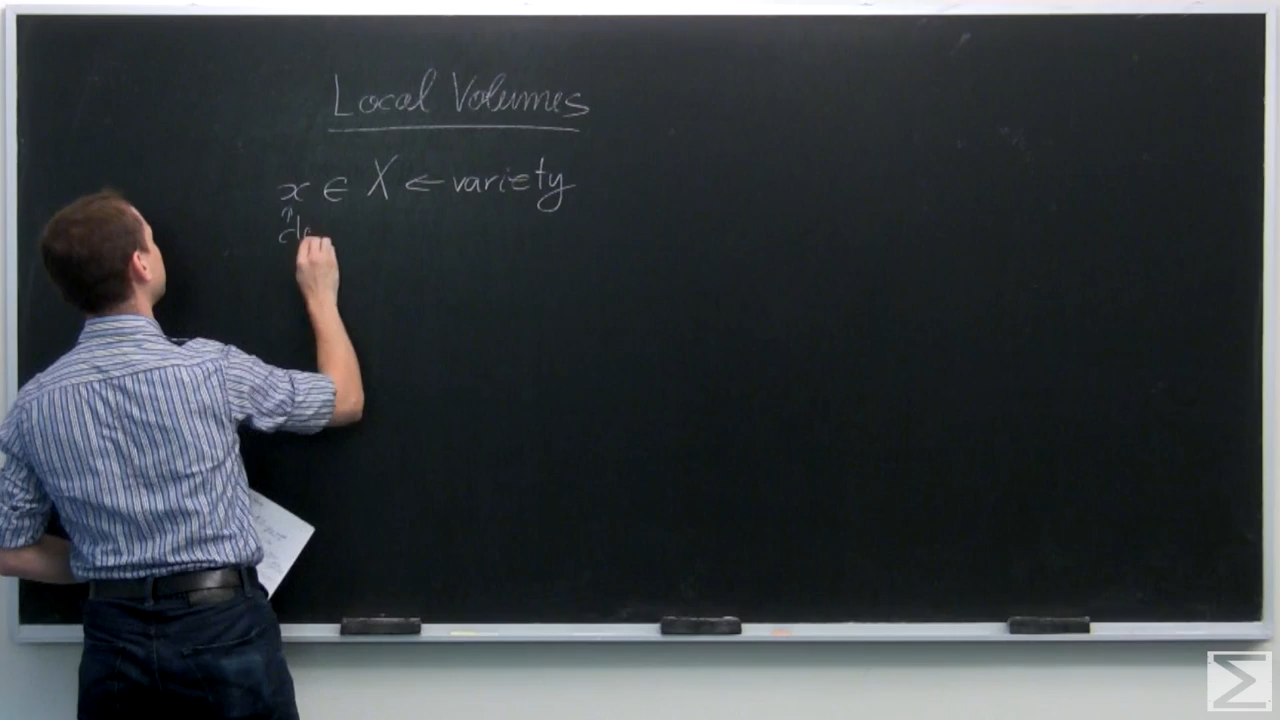 Local Volumes
x ∈ X ← variety
↑